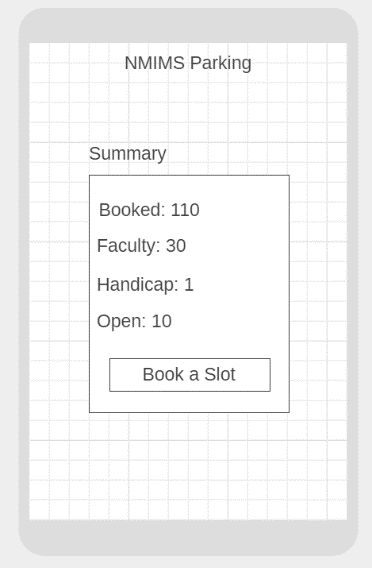 NMIMS Parking
Summary
Booked: 110
Faculty: 30
Handicap: 1
Open: 10
Book a Slot